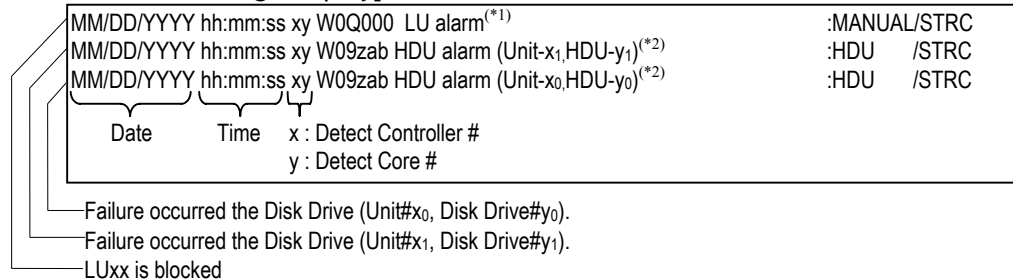 MM/DD/YYYY hh:mm:ss xy W0Q000 LU alarm(*1) :MANUAL/STRC
MM/DD/YYYY hh:mm:ss xy W09zab HDU alarm (Unit-x1,HDU-y1)(*2) :HDU /STRC
MM/DD/YYYY hh:mm:ss xy W09zab HDU alarm (Unit-x0,HDU-y0)(*2) :HDU /STRC
Date Time x : Detect Controller #
y : Detect Core #
Failure occurred the Disk Drive (Unit#x0, Disk Drive#y0).
Failure occurred the Disk Drive (Unit#x1, Disk Drive#y1).
LUxx is blocked